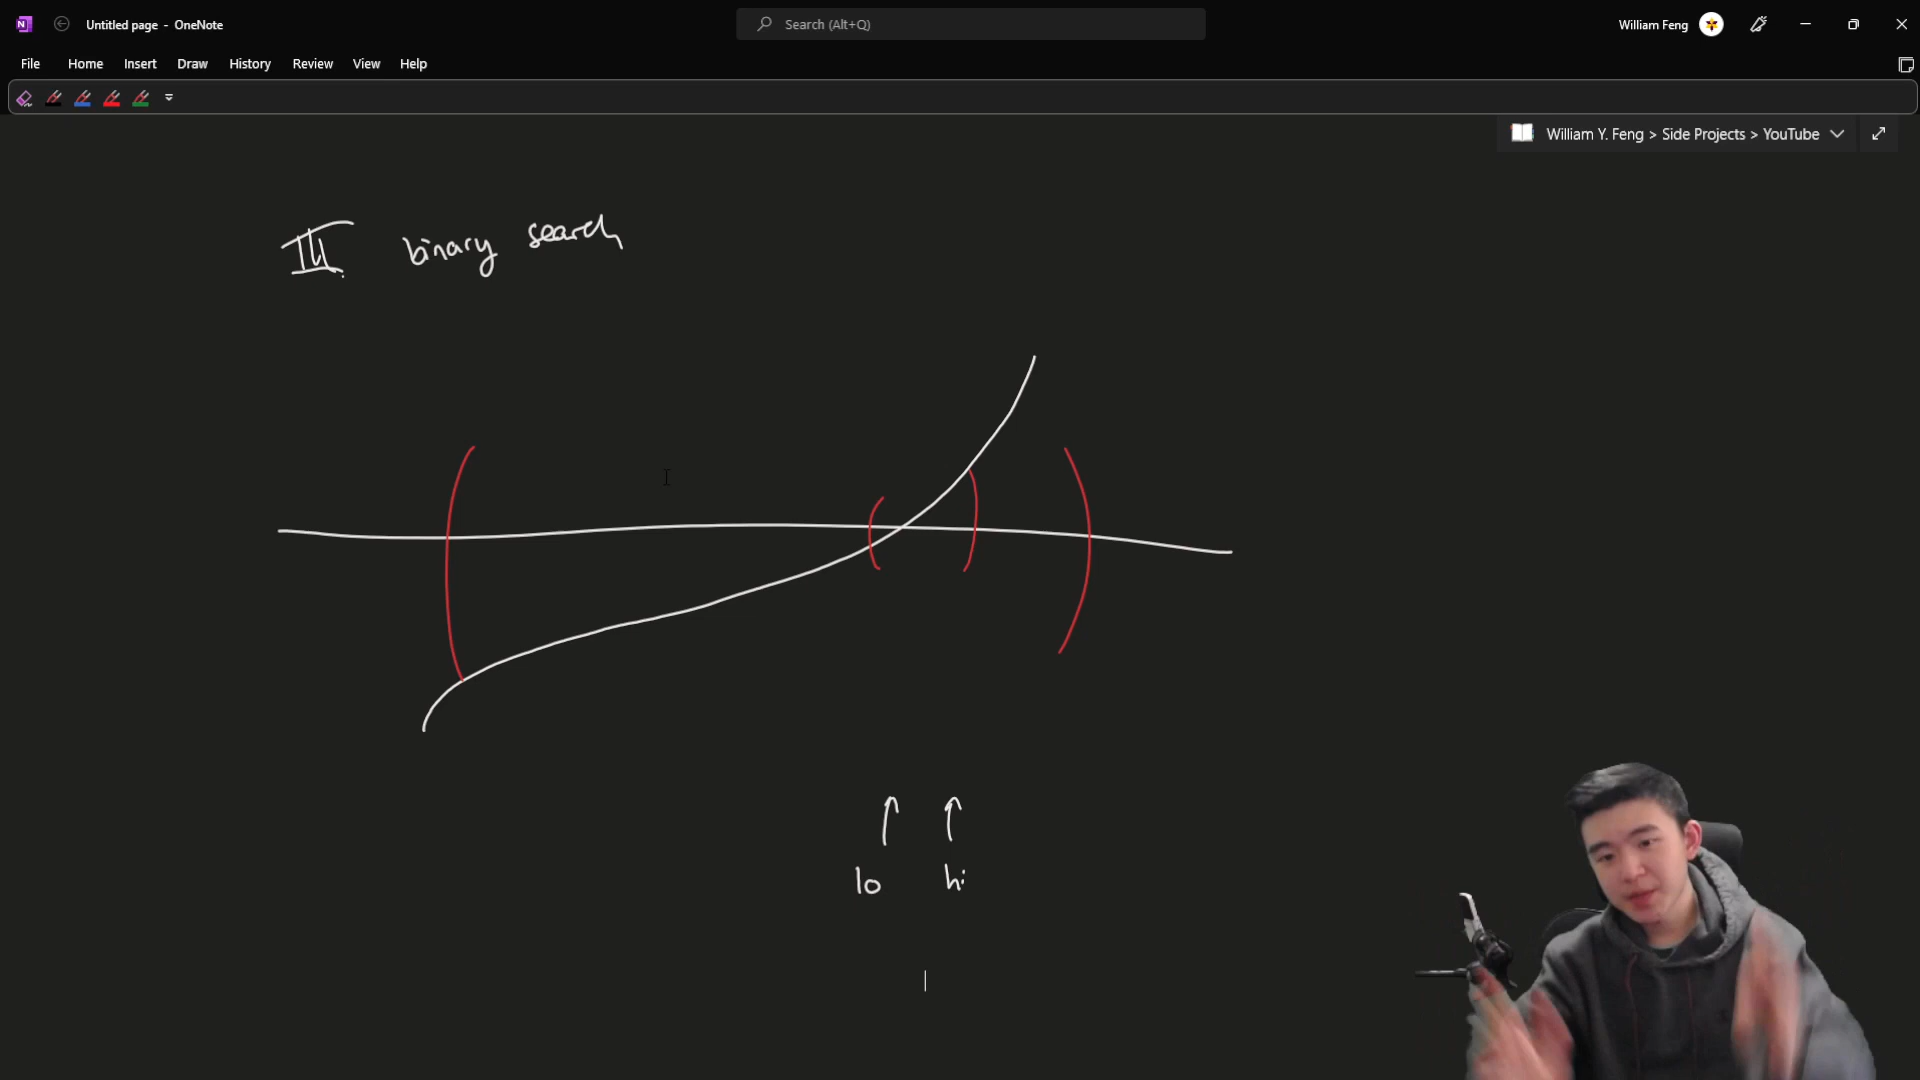 Untitled page - OneNote
Search (Alt+Q)
William Feng
File Home Insert Draw History Review View Help
William Y. Feng > Side Projects > YouTube
III. binary search
lo hi